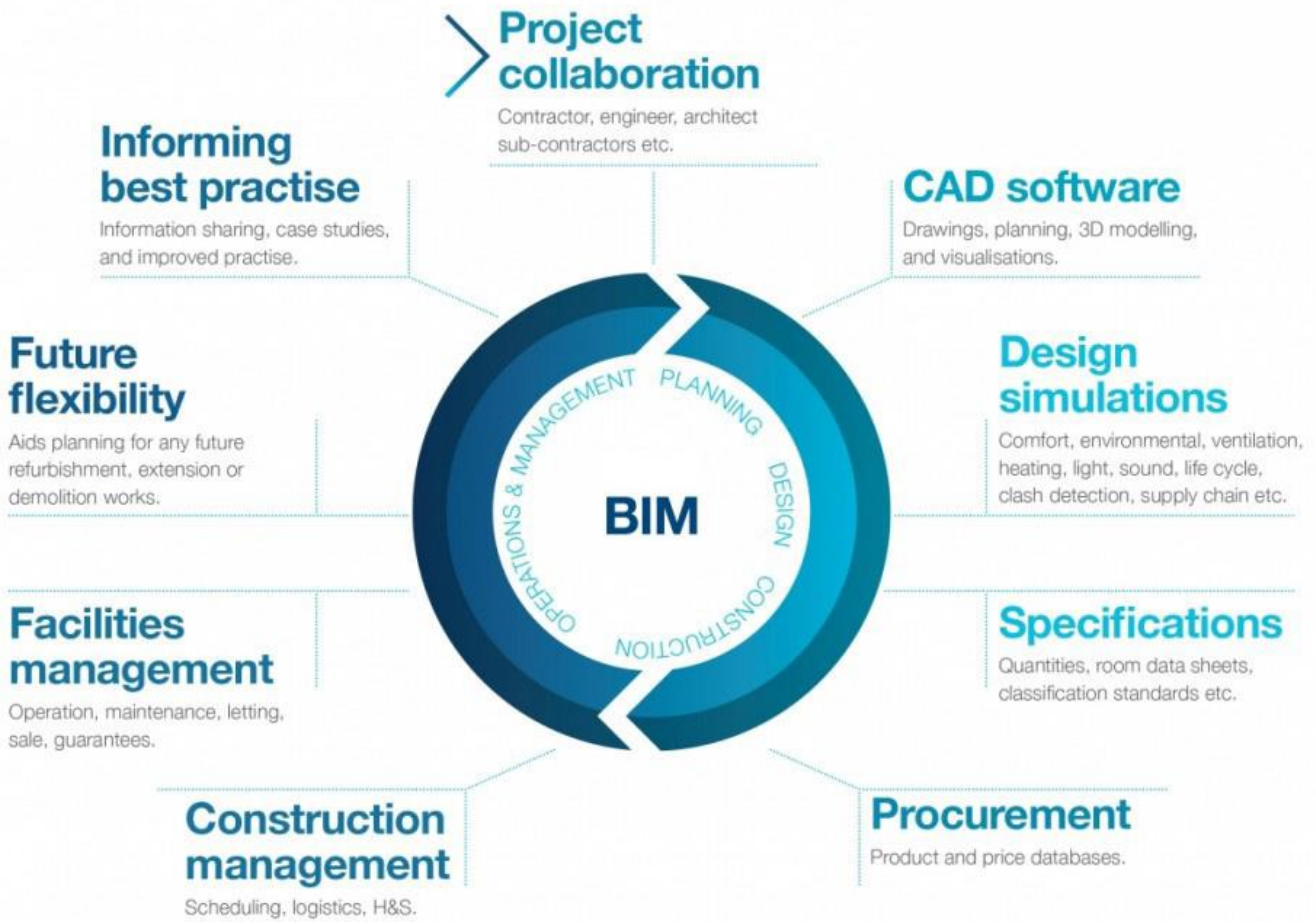 Project
collaboration
Contractor, engineer, architect
sub-contractors etc.
CAD software
Drawings, planning, 3D modelling,
and visualisations.
Design
simulations
Comfort, environmental, ventilation,
heating, light, sound, life cycle,
clash detection, supply chain etc.
Specifications
Quantities, room data sheets,
classification standards etc.
Procurement
Product and price databases.
Construction
management
Scheduling, logistics, H&S.
Facilities
management
Operation, maintenance, letting,
sale, guarantees.
Future
flexibility
Aids planning for any future
refurbishment, extension or
demolition works.
Informing
best practise
Information sharing, case studies,
and improved practise.
PLANNING
DESIGN
CONSTRUCTION
OPERATIONS & MANAGEMENT
BIM